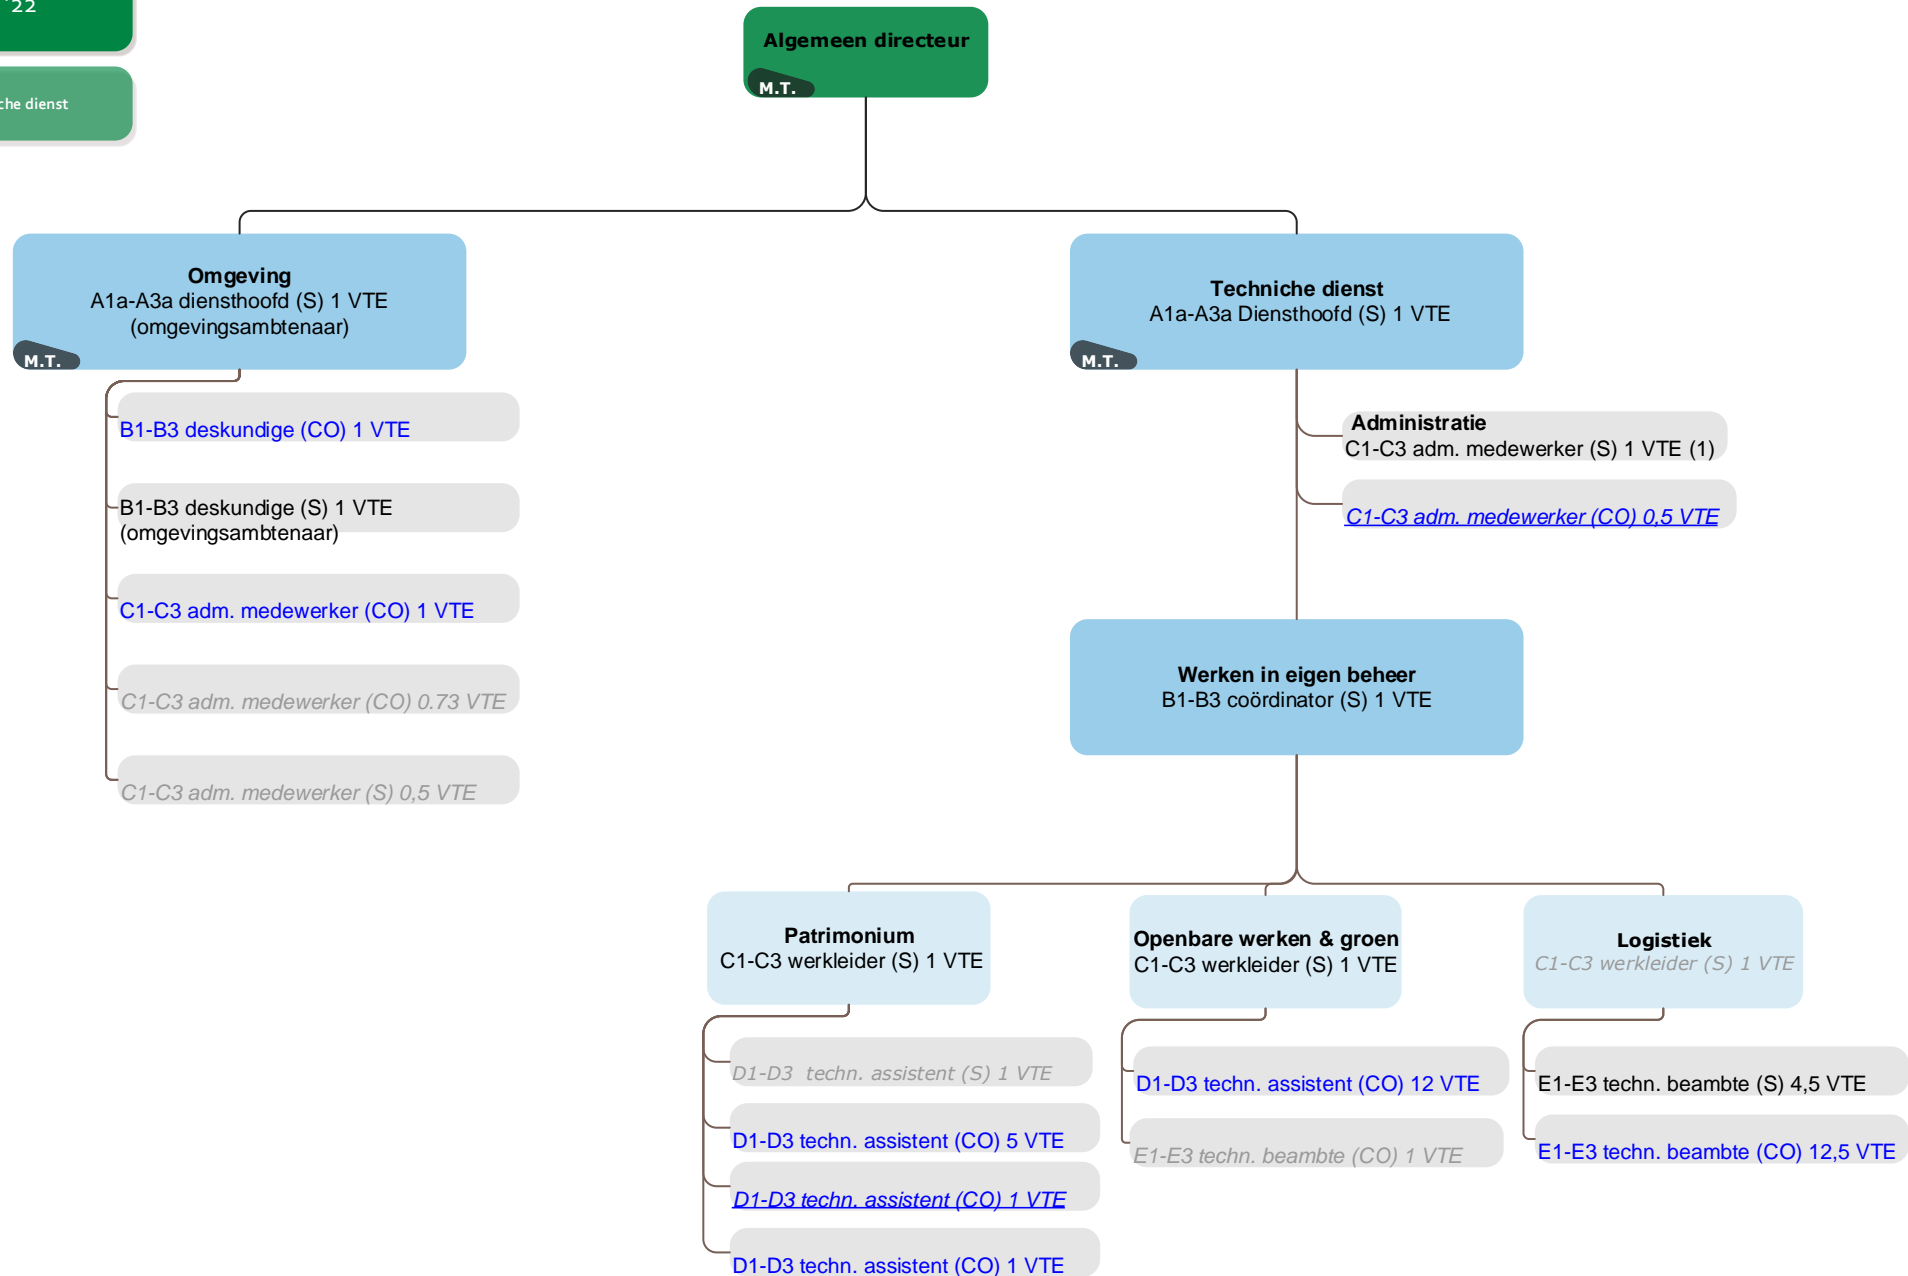 '22
che dienst
Algemeen directeur
M.T.
Omgeving
A1a-A3a diensthoofd (S) 1 VTE
(omgevingsambtenaar)
M.T.
B1-B3 deskundige (CO) 1 VTE
B1-B3 deskundige (S) 1 VTE
(omgevingsambtenaar)
C1-C3 adm. medewerker (CO) 1 VTE
C1-C3 adm. medewerker (CO) 0.73 VTE
C1-C3 adm. medewerker (S) 0,5 VTE
Techniche dienst
A1a-A3a Diensthoofd (S) 1 VTE
M.T.
Administratie
C1-C3 adm. medewerker (S) 1 VTE (1)
C1-C3 adm. medewerker (CO) 0,5 VTE
Werken in eigen beheer
B1-B3 coördinator (S) 1 VTE
Patrimonium
C1-C3 werkleider (S) 1 VTE
D1-D3 techn. assistent (S) 1 VTE
D1-D3 techn. assistent (CO) 5 VTE
D1-D3 techn. assistent (CO) 1 VTE
D1-D3 techn. assistent (CO) 1 VTE
Openbare werken & groen
C1-C3 werkleider (S) 1 VTE
D1-D3 techn. assistent (CO) 12 VTE
E1-E3 techn. beambte (CO) 1 VTE
Logistiek
C1-C3 werkleider (S) 1 VTE
E1-E3 techn. beambte (S) 4,5 VTE
E1-E3 techn. beambte (CO) 12,5 VTE